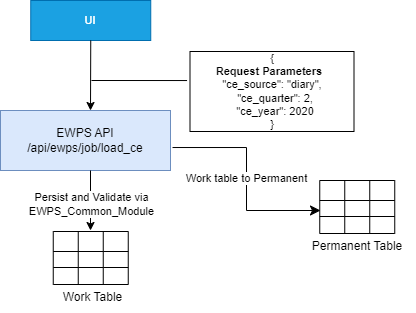 UI
{
Request Parameters
"ce_source": "diary",
"ce_quarter": 2,
"ce_year": 2020
}
EWPS API
/api/ewps/job/load_ce
Work table to Permanent
Persist and Validate via
EWPS_Common_Module
Permanent Table
Work Table